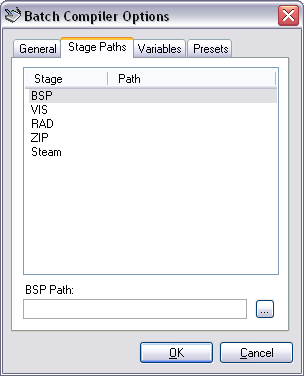 Batch Compiler Options
General Stage Paths Variables Presets
Stage Path
BSP
VIS
RAD
ZIP
Steam
BSP Path:
...
OK Cancel